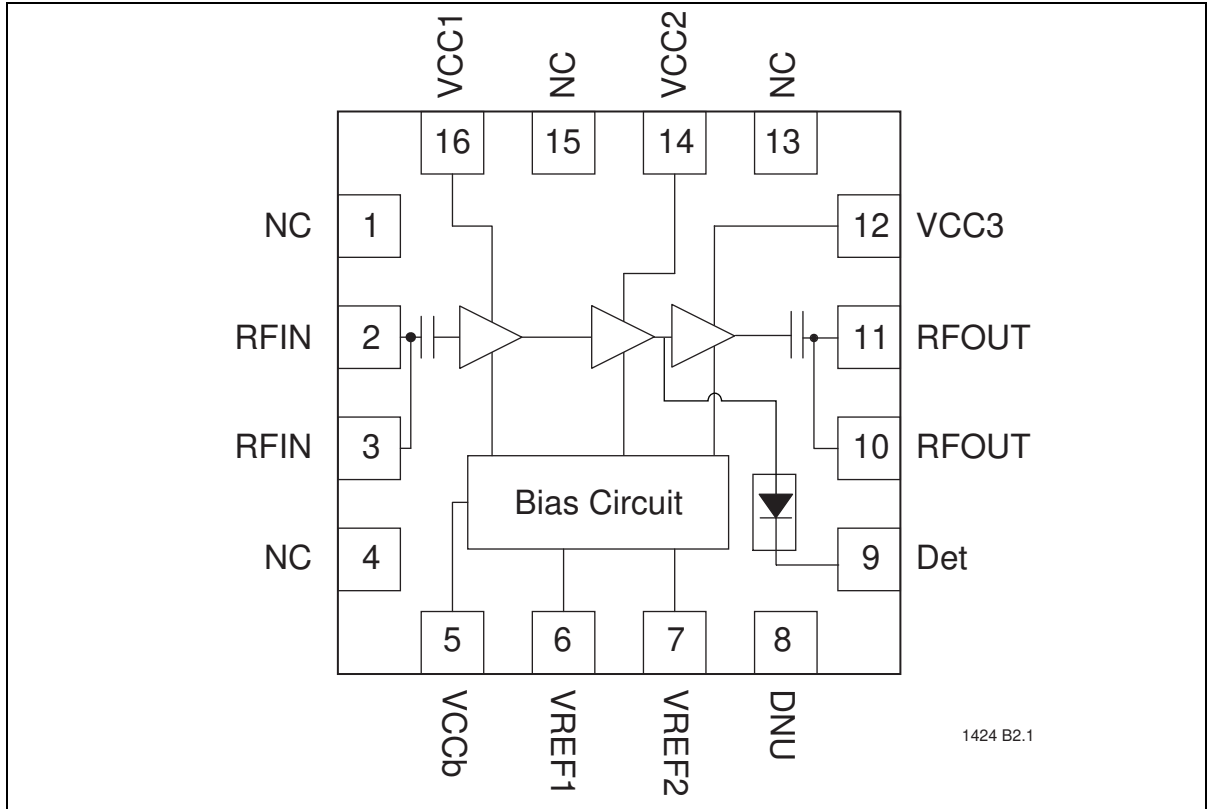 VCC1
NC
VCC2
NC
16
15
14
13
NC
1
12
VCC3
RFIN
2
11
RFOUT
RFIN
3
10
RFOUT
Bias Circuit
NC
4
9
Det
5
6
7
8
VCCb
VREF1
VREF2
DNU
1424 B2.1